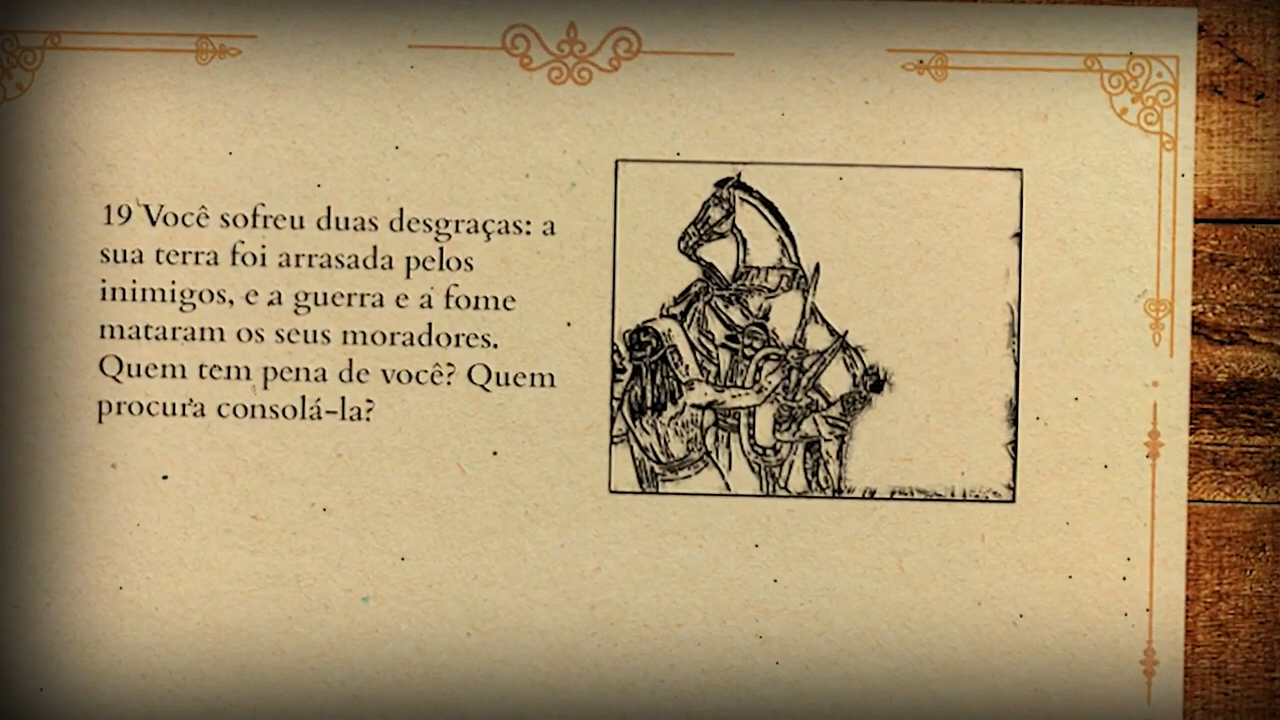 19 Você sofreu duas desgraças: a
sua terra foi arrasada pelos
inimigos, e a guerra e a fome
mataram os seus moradores.
Quem tem pena de você? Quem
procura consolá-la?